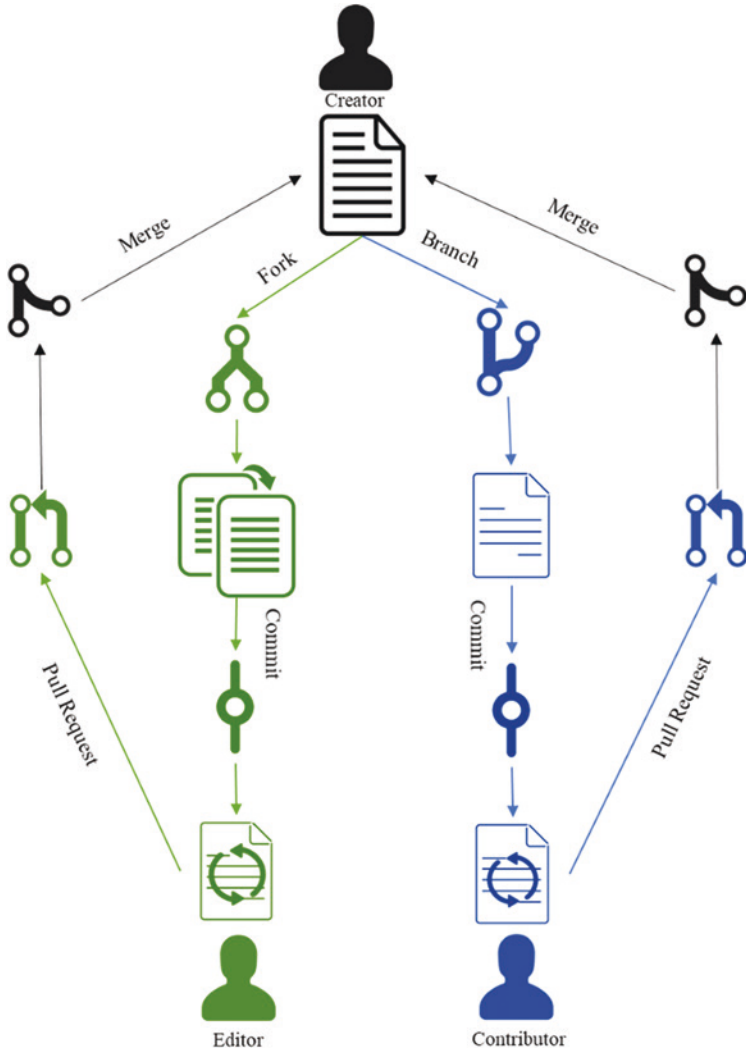 Creator
Merge
Merge
Fork
Branch
Commit
Commit
Pull Request
Pull Request
Editor
Contributor